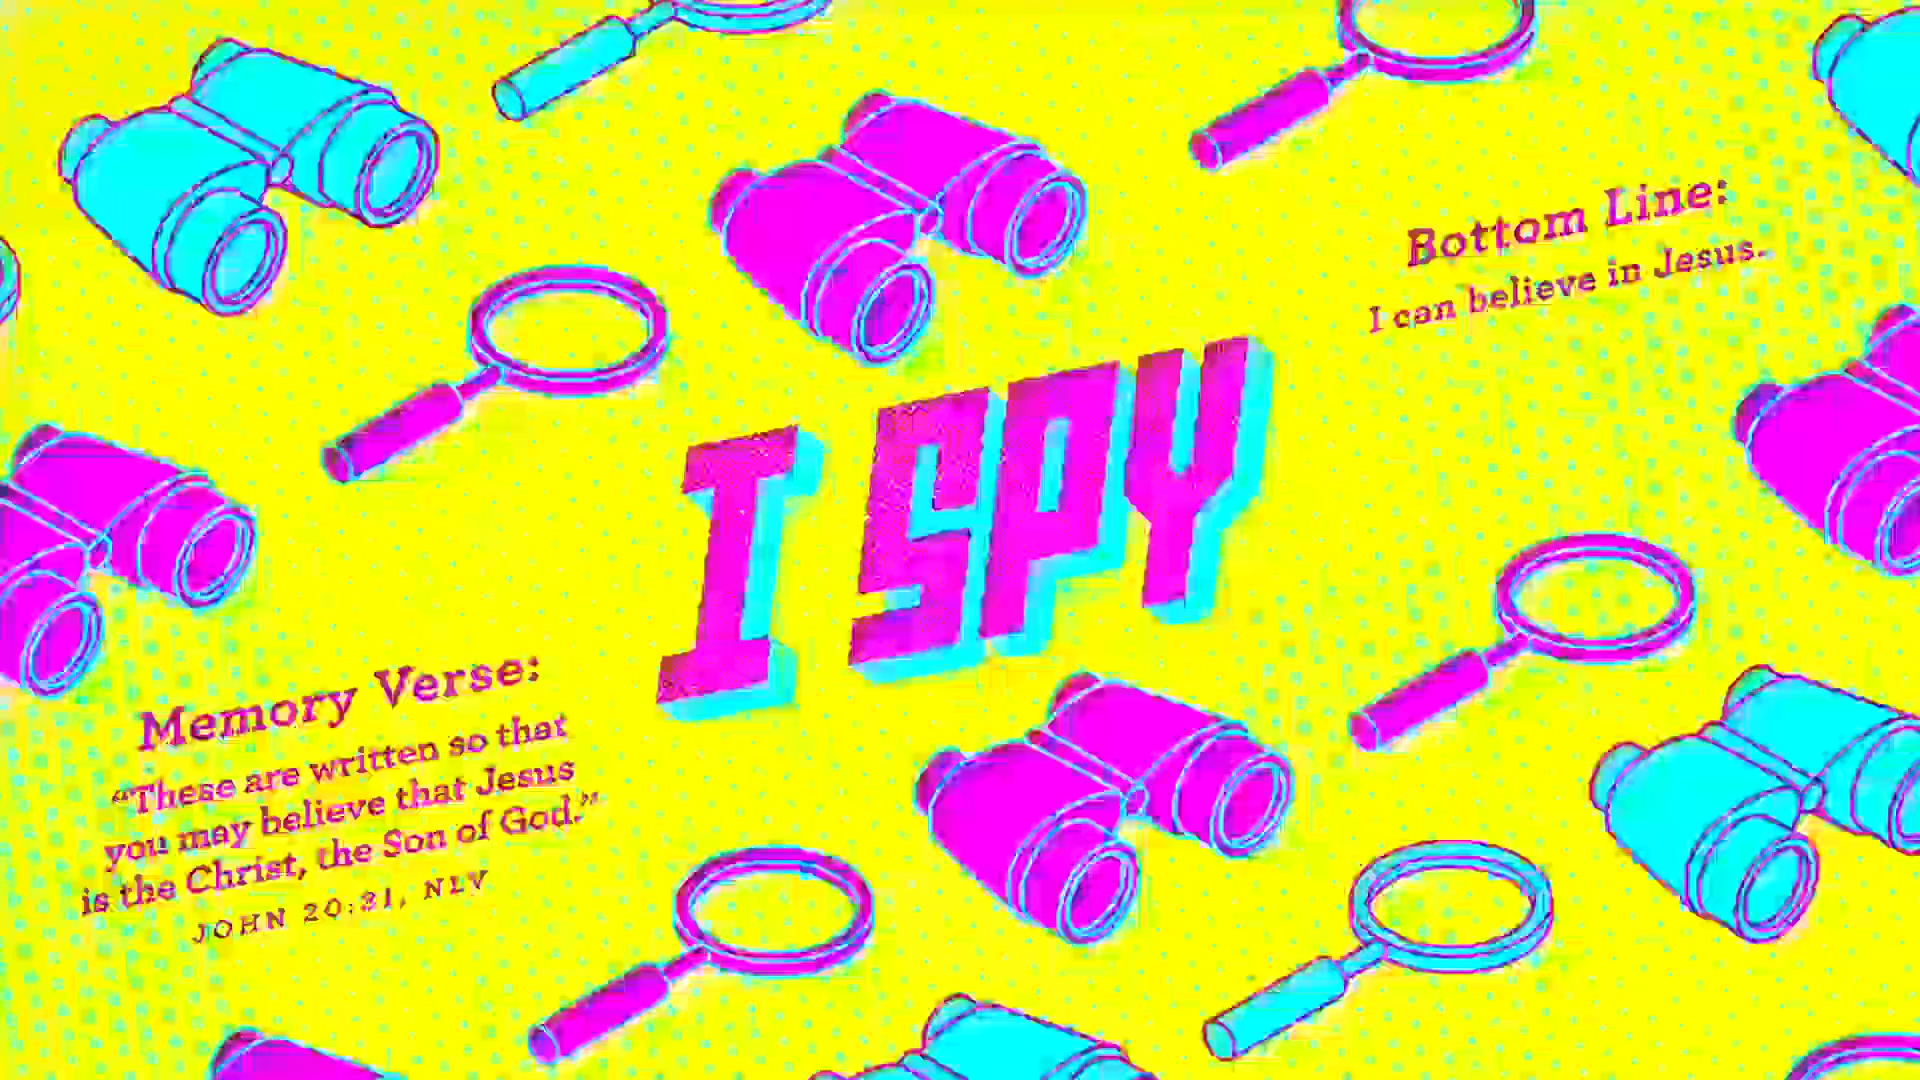 Bottom Line:
I can believe in Jesus.
I SPY
Memory Verse:
“These are written so that
you may believe that Jesus
is the Christ, the Son of God.”
JOHN 20:31, NLV